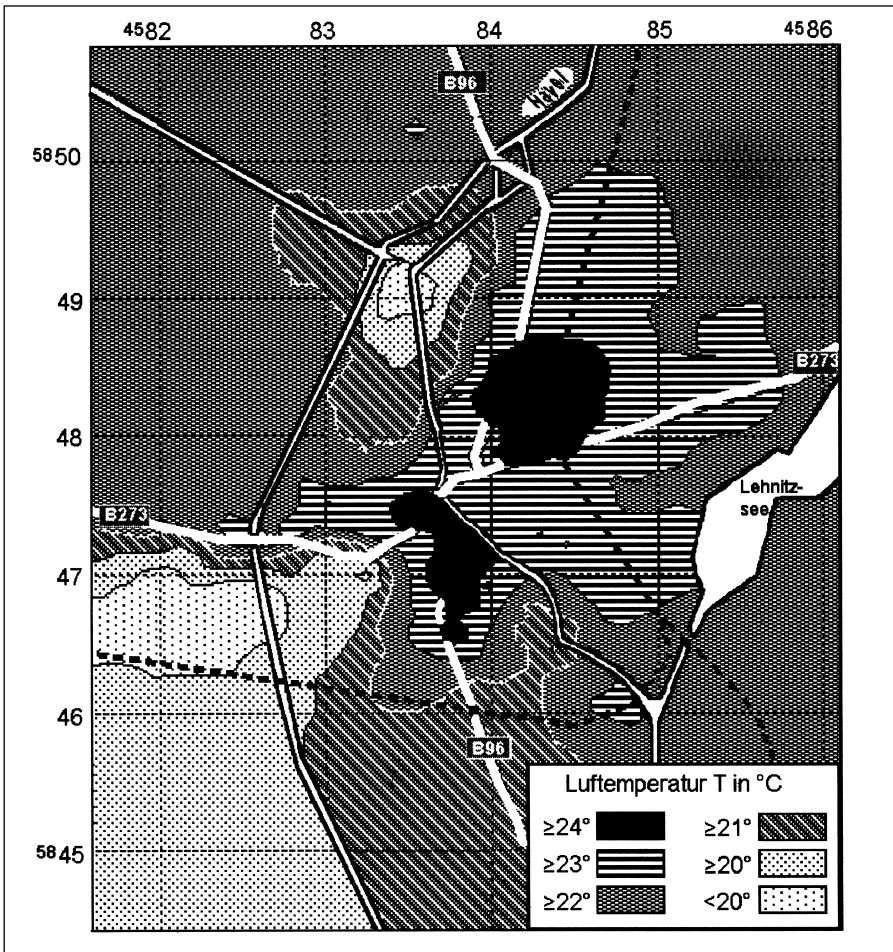 4582 83 84 85 4586
B96
Havel
5850
49
B273
48
Lehnitz-
see
B273
47
46
B96
5845
Luftemperatur T in °C
≥24° ≥21°
≥23° ≥20°
≥22° <20°